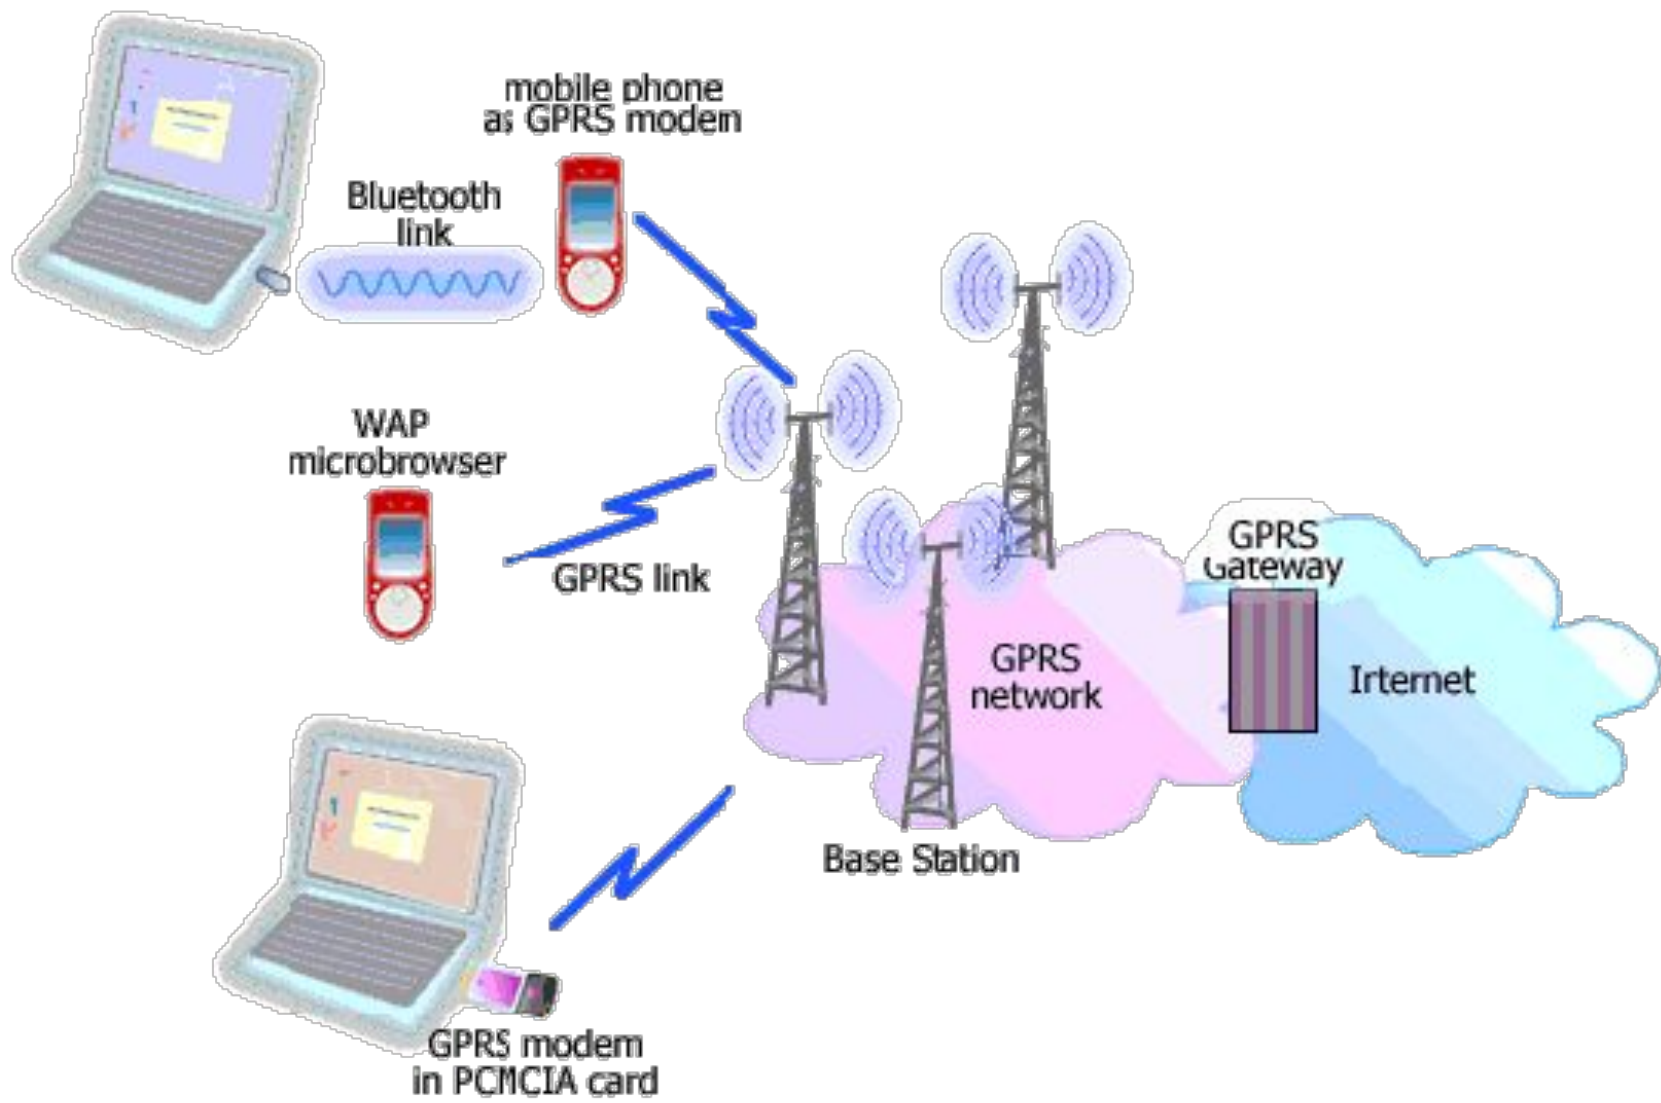 mobile phone
as GPRS modem
Bluetooth
link
WAP
microbrowser
GPRS link
GPRS
Gateway
GPRS
network
Irternet
Base Station
GPRS modem
in PCMCIA card